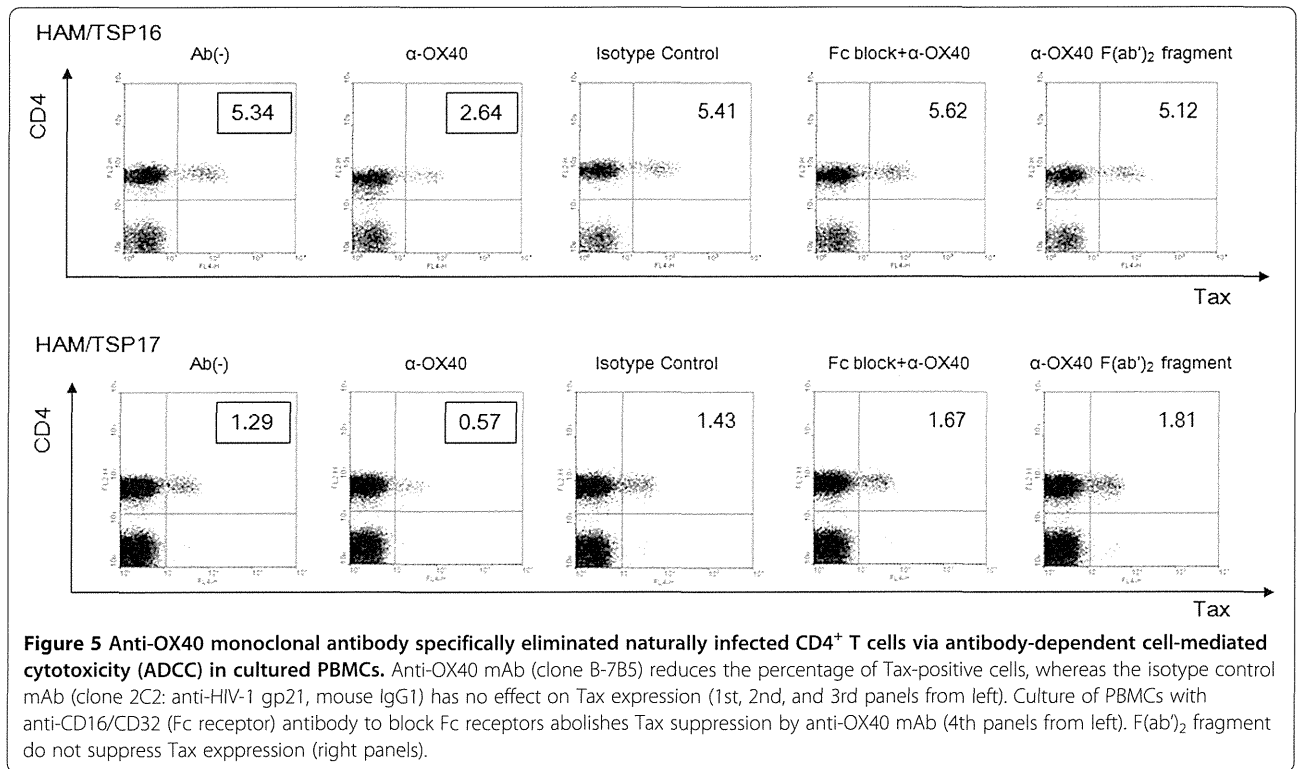 HAM/TSP16
Ab(-)
α-OX40
Isotype Control
Fc block+α-OX40
α-OX40 F(ab')₂ fragment
CD4
5.34
2.64
5.41
5.62
5.12
Tax
HAM/TSP17
Ab(-)
α-OX40
Isotype Control
Fc block+α-OX40
α-OX40 F(ab')₂ fragment
CD4
1.29
0.57
1.43
1.67
1.81
Tax
Figure 5 Anti-OX40 monoclonal antibody specifically eliminated naturally infected CD4⁺ T cells via antibody-dependent cell-mediated
cytotoxicity (ADCC) in cultured PBMCs. Anti-OX40 mAb (clone B-7B5) reduces the percentage of Tax-positive cells, whereas the isotype control
mAb (clone 2C2: anti-HIV-1 gp21, mouse IgG1) has no effect on Tax expression (1st, 2nd, and 3rd panels from left). Culture of PBMCs with
anti-CD16/CD32 (Fc receptor) antibody to block Fc receptors abolishes Tax suppression by anti-OX40 mAb (4th panels from left). F(ab')₂ fragment
do not suppress Tax exppression (right panels).